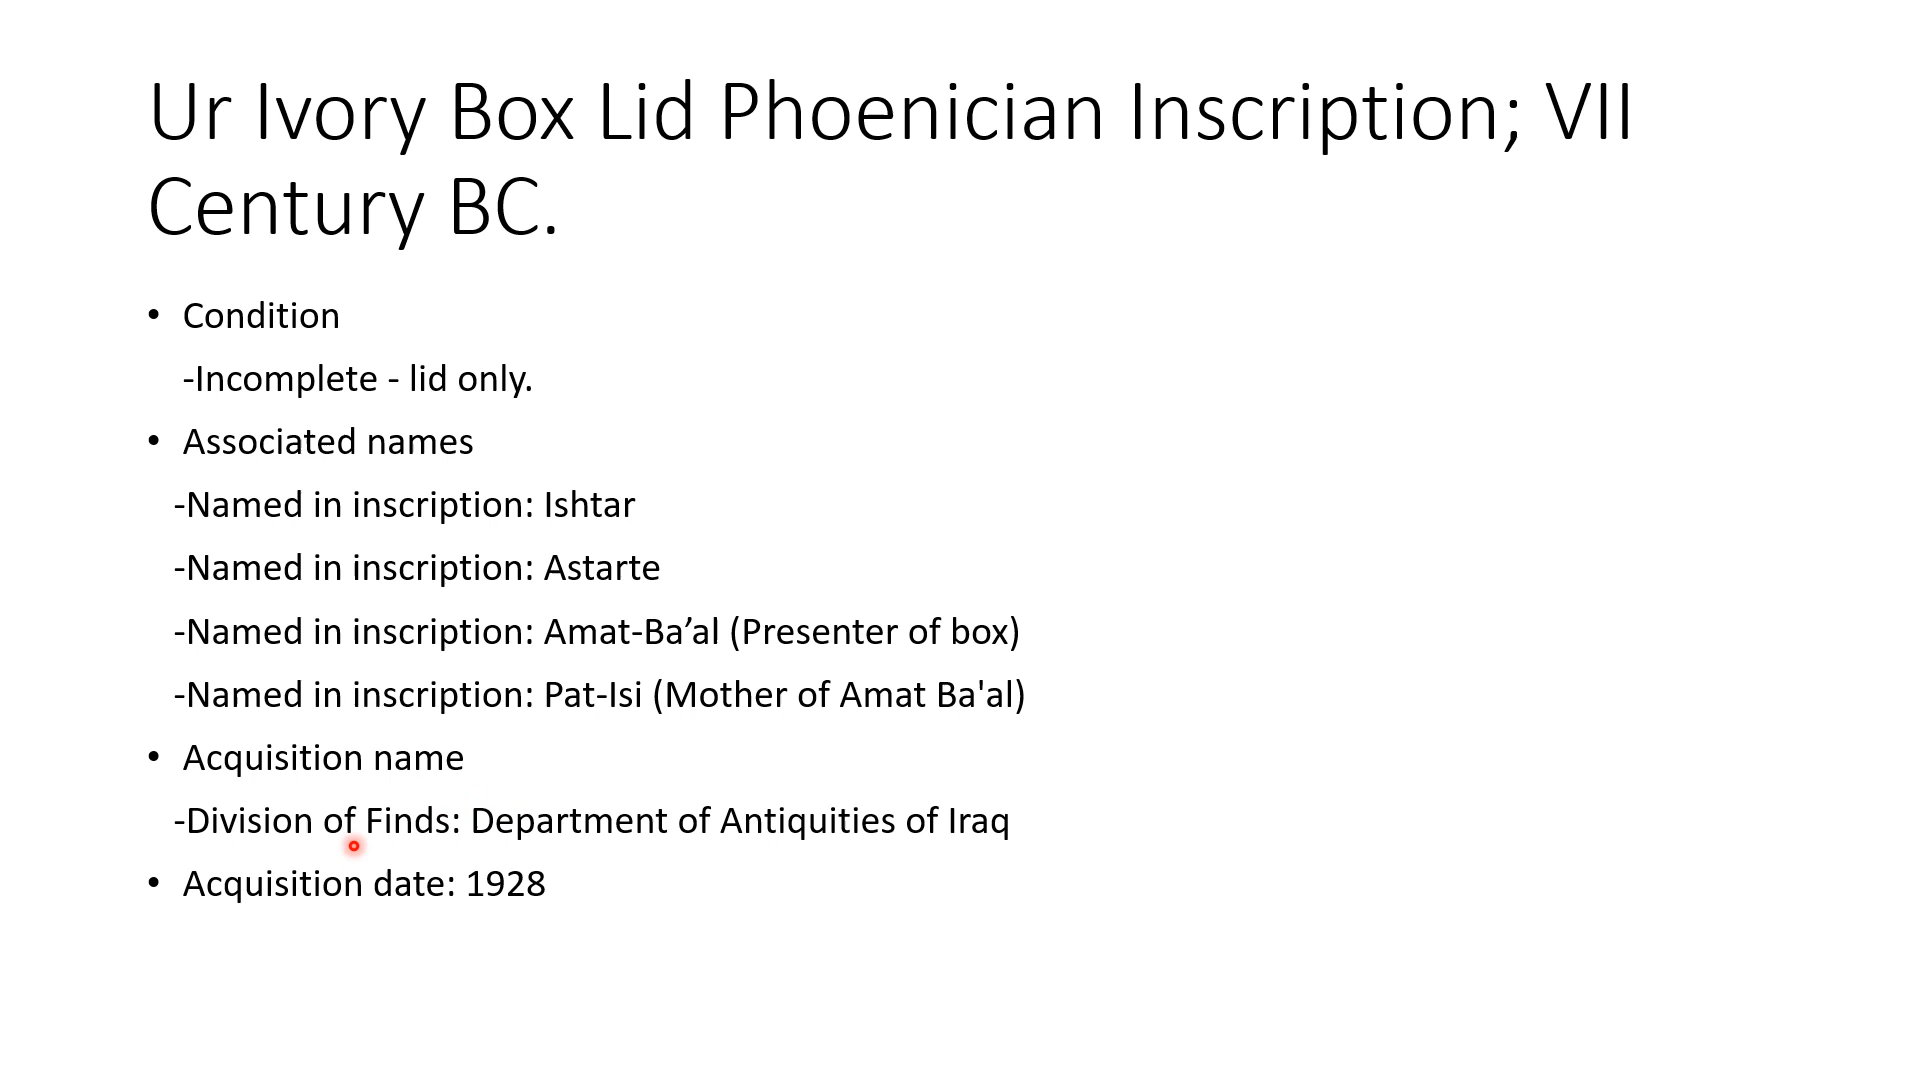 Ur Ivory Box Lid Phoenician Inscription; VII
Century BC.
• Condition
-Incomplete - lid only.
• Associated names
-Named in inscription: Ishtar
-Named in inscription: Astarte
-Named in inscription: Amat-Ba’al (Presenter of box)
-Named in inscription: Pat-Isi (Mother of Amat Ba'al)
• Acquisition name
-Division of Finds: Department of Antiquities of Iraq
• Acquisition date: 1928